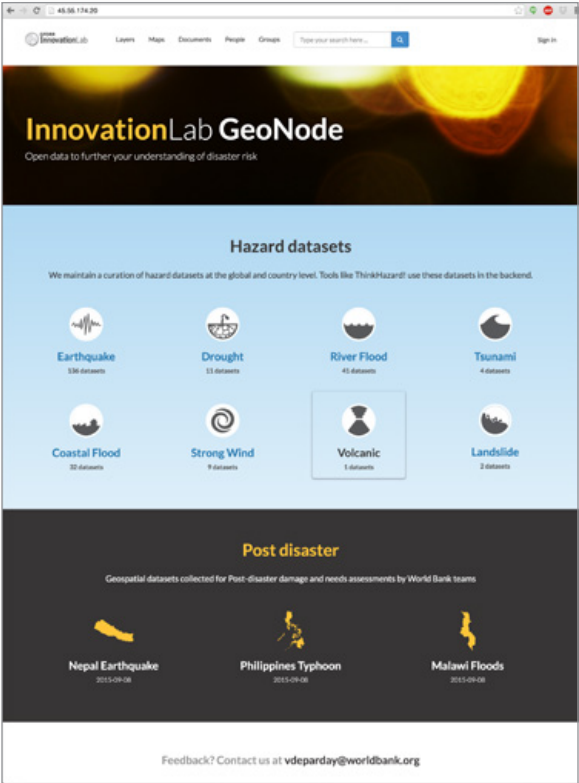 45.55.174.20
GFDRR
InnovationLab
Layers Maps Documents People Groups Type your search here ... Sign in
InnovationLab GeoNode
Open data to further your understanding of disaster risk
Hazard datasets
We maintain a curation of hazard datasets at the global and country level. Tools like ThinkHazard! use these datasets in the backend.
Earthquake Drought River Flood Tsunami
136 datasets 11 datasets 41 datasets 4 datasets
Coastal Flood Strong Wind Volcanic Landslide
32 datasets 9 datasets 1 datasets 2 datasets
Post disaster
Geospatial datasets collected for Post-disaster damage and needs assessments by World Bank teams
Nepal Earthquake Philippines Typhoon Malawi Floods
2015-09-08 2015-09-08 2015-09-08
Feedback? Contact us at vdeparday@worldbank.org